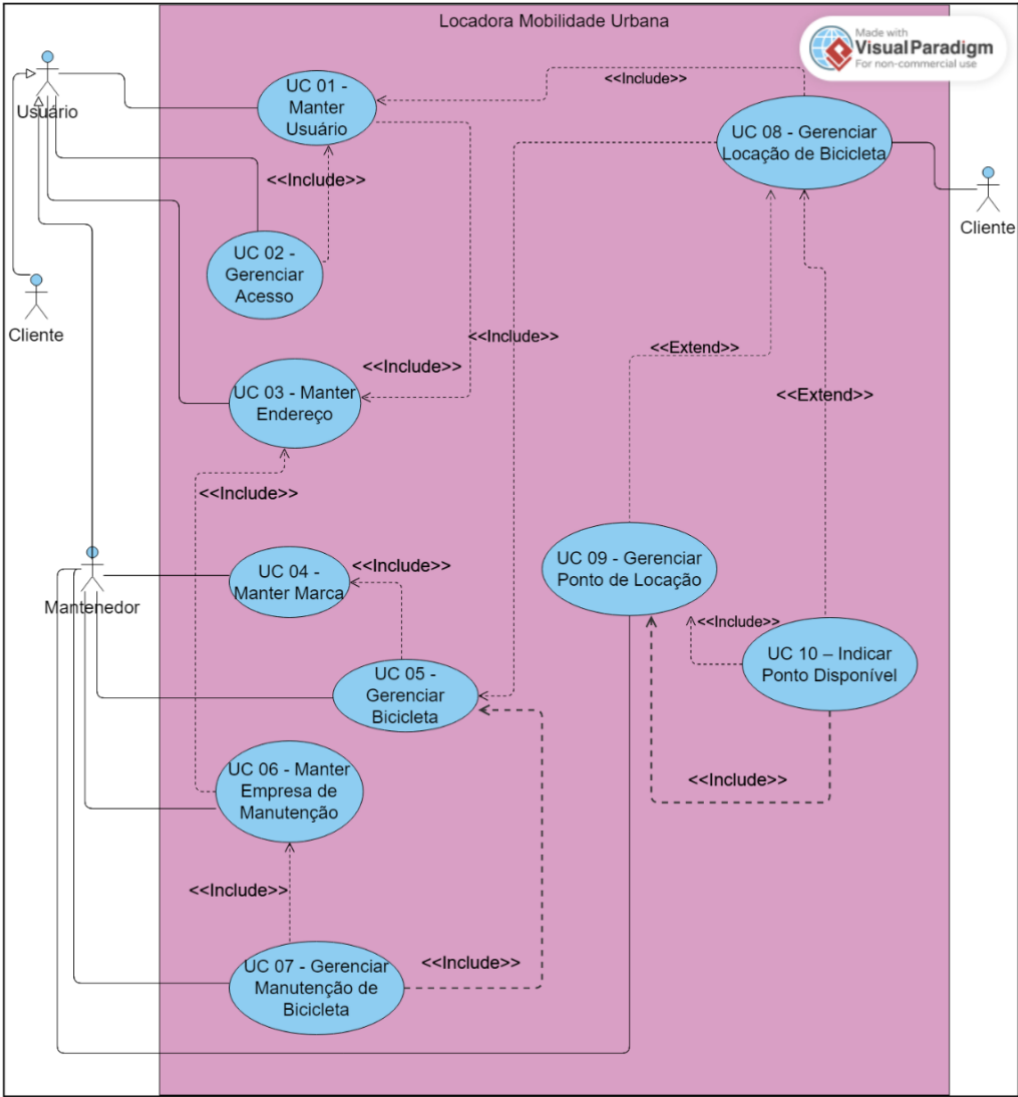 Locadora Mobilidade Urbana
Made with
Visual Paradigm
For non-commercial use
Usuário
UC 01 -
Manter
Usuário
<<Include>>
UC 08 - Gerenciar
Locação de Bicicleta
<<Include>>
Cliente
UC 02 -
Gerenciar
Acesso
Cliente
<<Include>>
<<Extend>>
<<Include>>
UC 03 - Manter
Endereço
<<Extend>>
<<Include>>
Mantenedor
UC 04 -
Manter Marca
<<Include>>
UC 09 - Gerenciar
Ponto de Locação
<<Include>>
UC 10 – Indicar
Ponto Disponível
UC 05 -
Gerenciar
Bicicleta
UC 06 - Manter
Empresa de
Manutenção
<<Include>>
<<Include>>
UC 07 - Gerenciar
Manutenção de
Bicicleta
<<Include>>